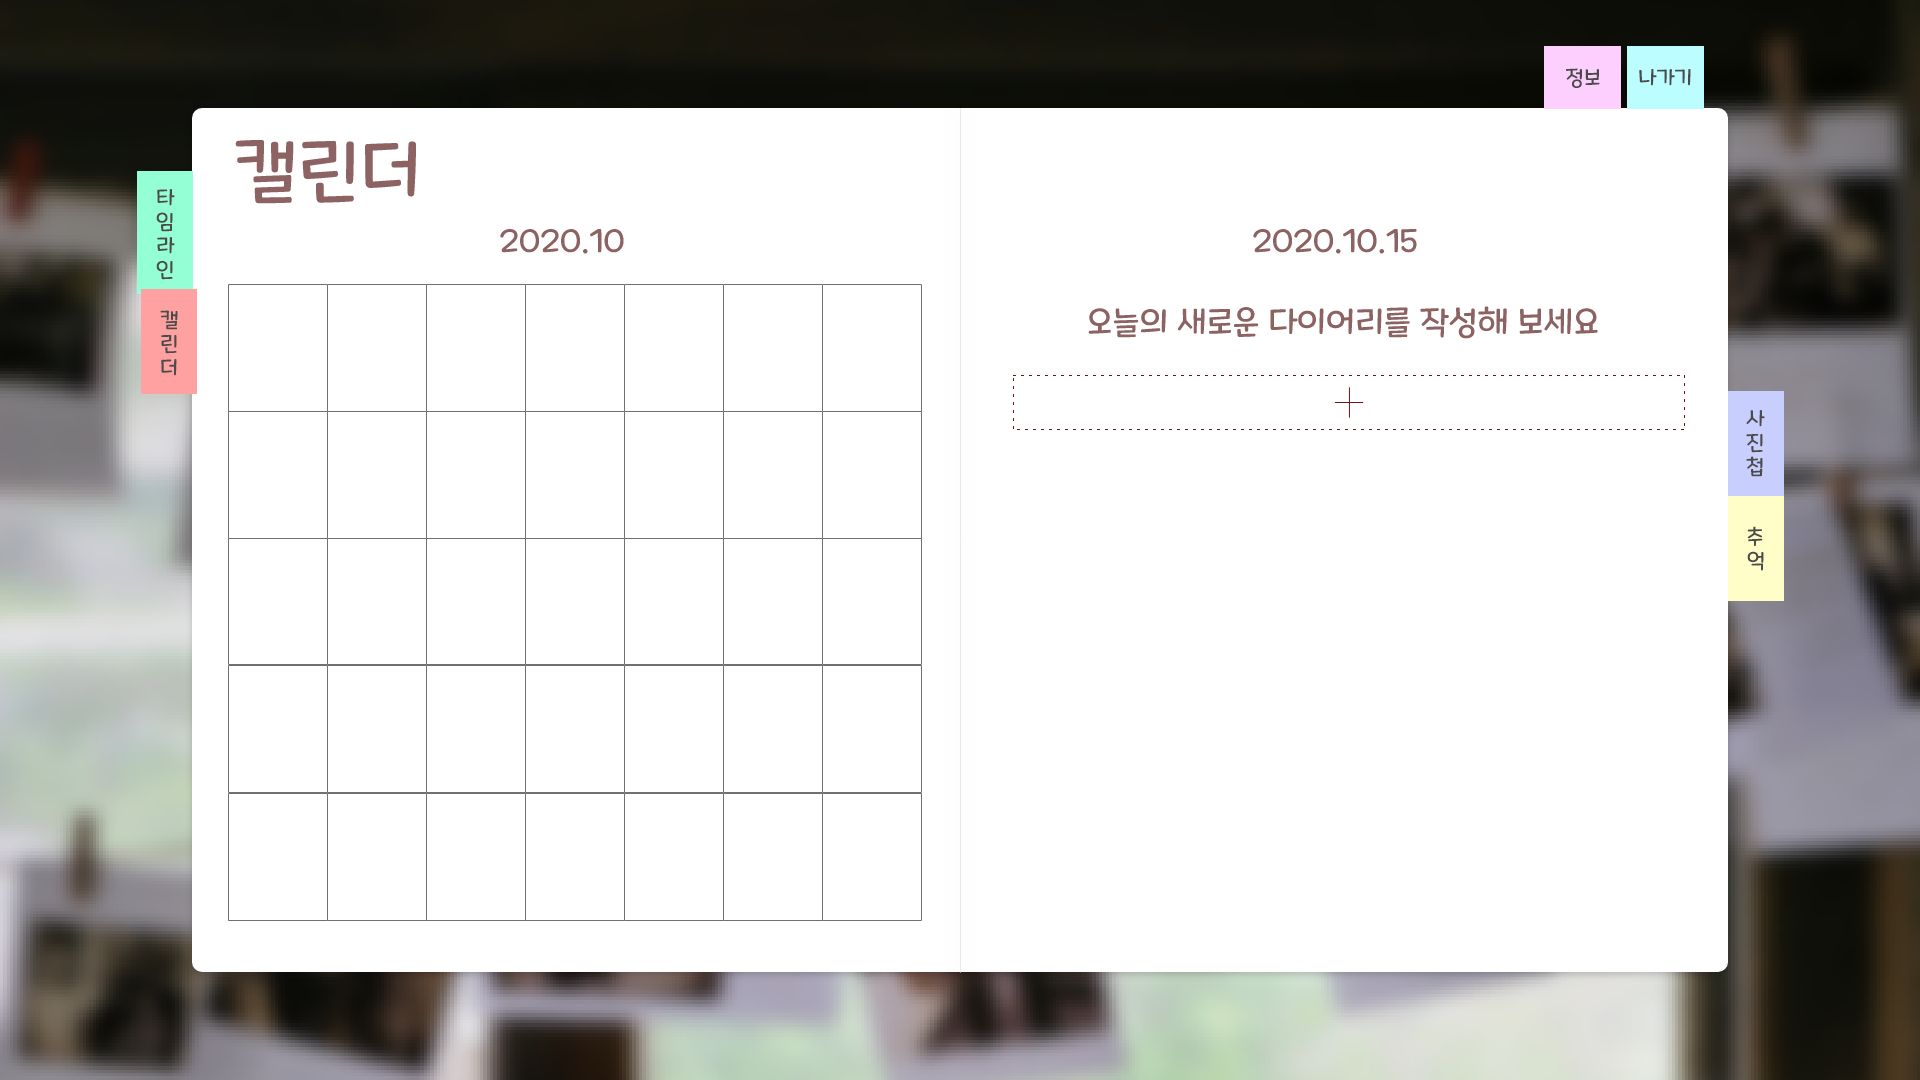 정보
나가기
캘린더
타임라인
캘린더
2020.10
2020.10.15
오늘의 새로운 다이어리를 작성해 보세요
사진첩
추억